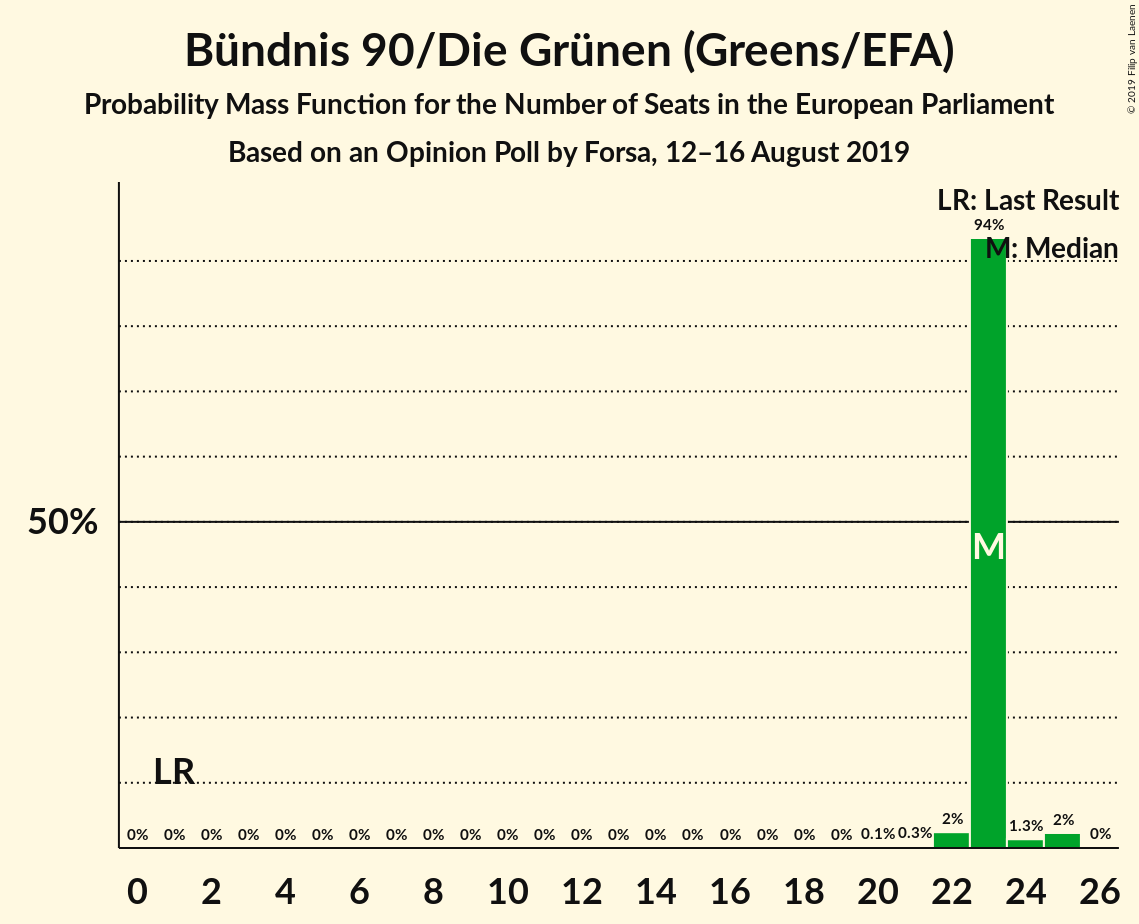 Bündnis 90/Die Grünen (Greens/EFA)
Probability Mass Function for the Number of Seats in the European Parliament
Based on an Opinion Poll by Forsa, 12–16 August 2019
© 2019 Filip van Laenen
LR: Last Result
94%
M: Median
50%
M
LR
0% 0% 0% 0% 0% 0% 0% 0% 0% 0% 0% 0% 0% 0% 0% 0% 0% 0% 0% 0% 0.1% 0.3% 2% 1.3% 2% 0%
0 2 4 6 8 10 12 14 16 18 20 22 24 26